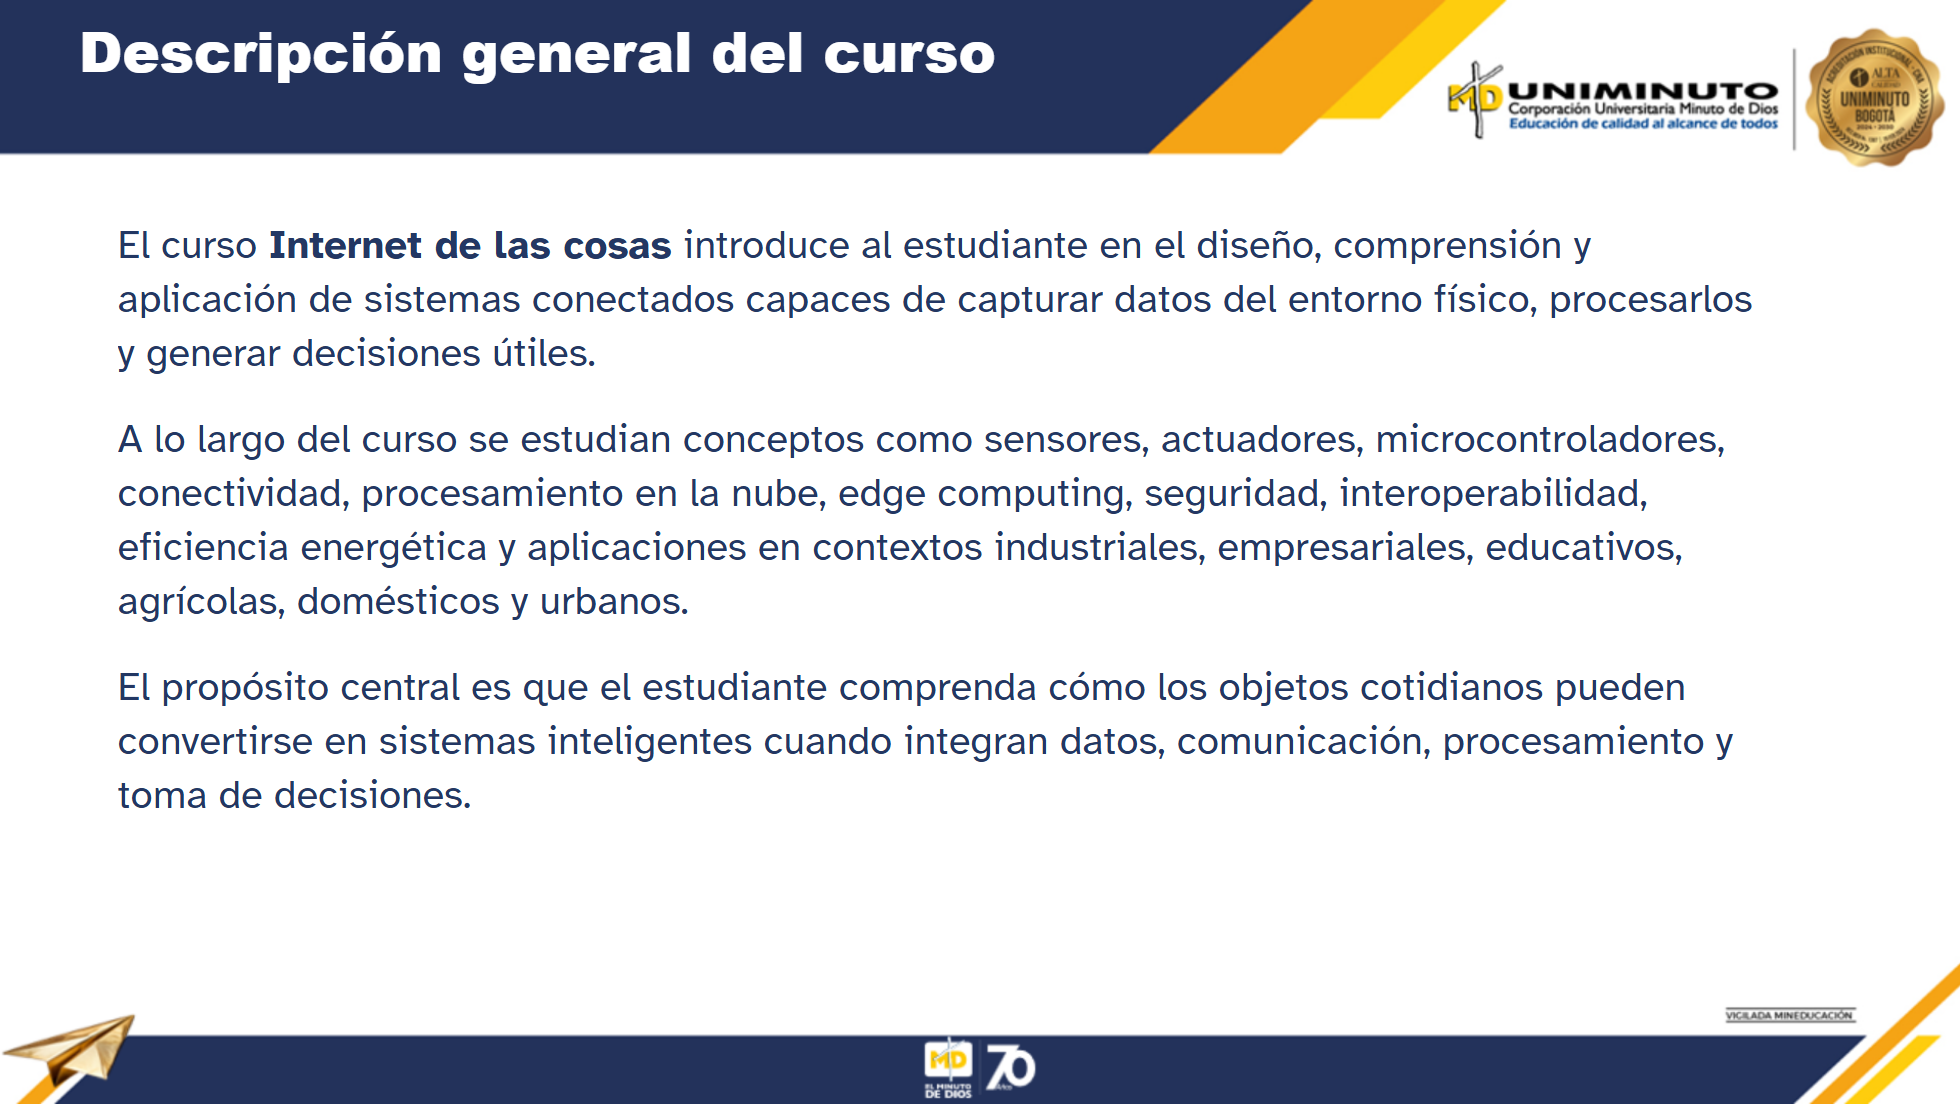 Descripción general del curso
UNIMINUTO
Corporación Universitaria Minuto de Dios
Educación de calidad al alcance de todos
ACREDITACIÓN INSTITUCIONAL
ALTA
CALIDAD
UNIMINUTO
BOGOTÁ
El curso Internet de las cosas introduce al estudiante en el diseño, comprensión y
aplicación de sistemas conectados capaces de capturar datos del entorno físico, procesarlos
y generar decisiones útiles.
A lo largo del curso se estudian conceptos como sensores, actuadores, microcontroladores,
conectividad, procesamiento en la nube, edge computing, seguridad, interoperabilidad,
eficiencia energética y aplicaciones en contextos industriales, empresariales, educativos,
agrícolas, domésticos y urbanos.
El propósito central es que el estudiante comprenda cómo los objetos cotidianos pueden
convertirse en sistemas inteligentes cuando integran datos, comunicación, procesamiento y
toma de decisiones.
VIGILADA MINEDUCACIÓN
MD
EL MINUTO
DE DIOS
70
Años